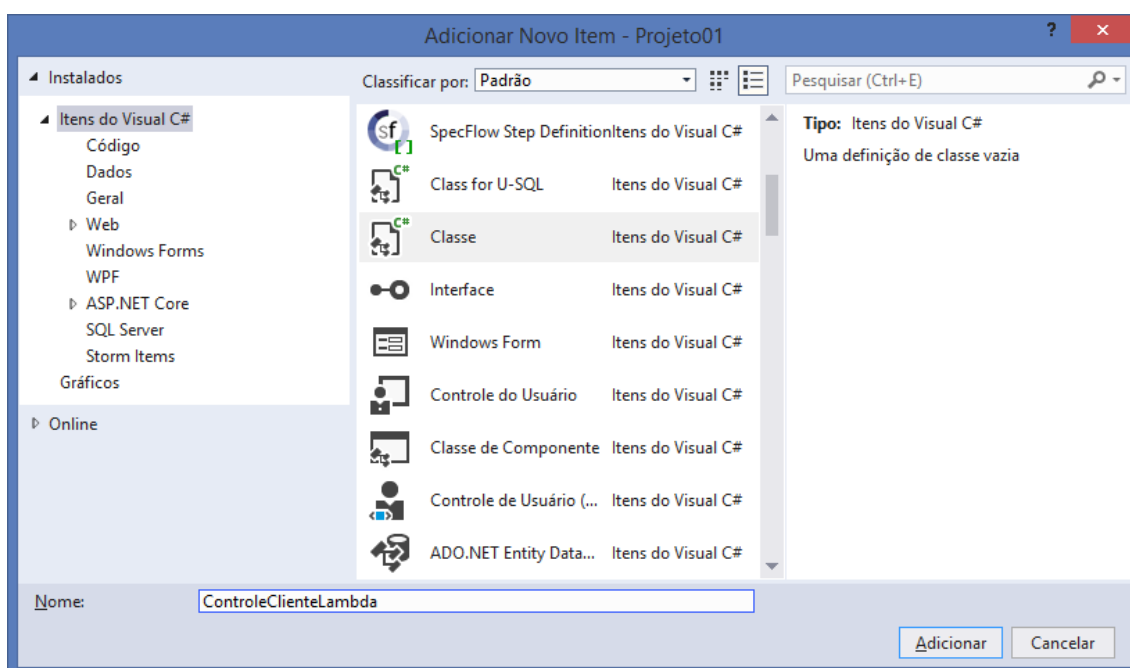 Adicionar Novo Item - Projeto01
?
×
Instalados
Itens do Visual C#
Código
Dados
Geral
Web
Windows Forms
WPF
ASP.NET Core
SQL Server
Storm Items
Gráficos
Online
Classificar por: Padrão
sf
[ ]
SpecFlow Step Definition Itens do Visual C#
C#
Class for U-SQL Itens do Visual C#
C#
Classe Itens do Visual C#
Interface Itens do Visual C#
Windows Form Itens do Visual C#
Controle do Usuário Itens do Visual C#
Classe de Componente Itens do Visual C#
Controle de Usuário (... Itens do Visual C#
ADO.NET Entity Data... Itens do Visual C#
Pesquisar (Ctrl+E)
Tipo: Itens do Visual C#
Uma definição de classe vazia
Nome: ControleClienteLambda
Adicionar Cancelar